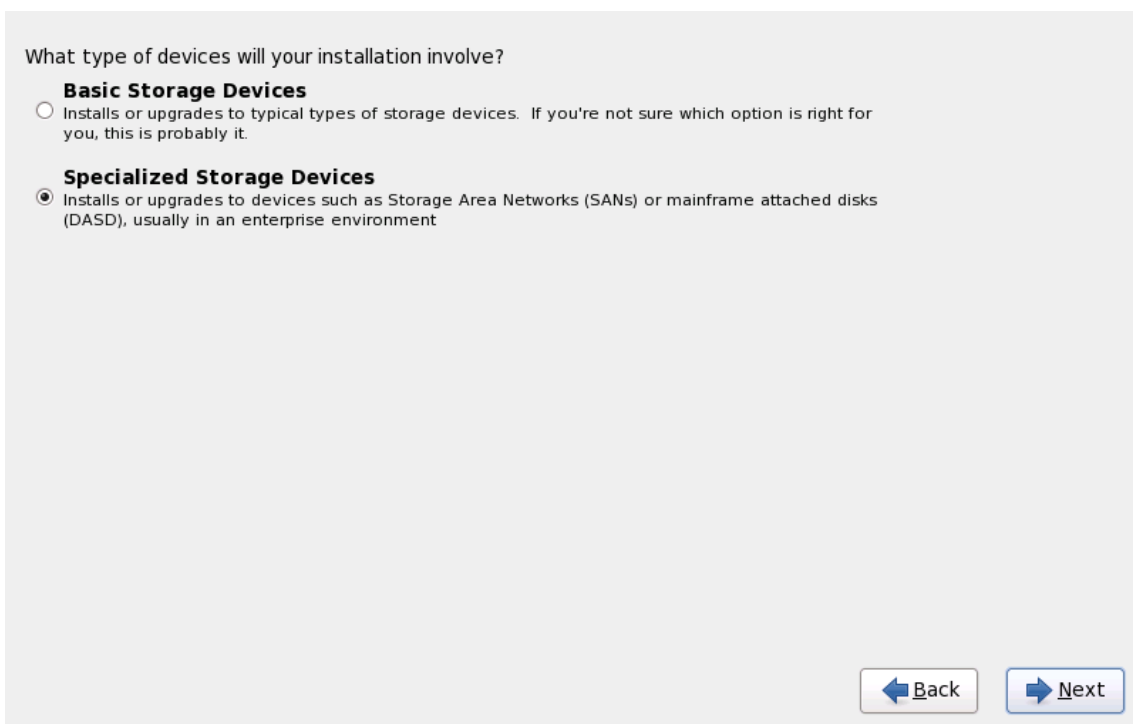 What type of devices will your installation involve?
Basic Storage Devices
Installs or upgrades to typical types of storage devices.  If you're not sure which option is right for
you, this is probably it.
Specialized Storage Devices
Installs or upgrades to devices such as Storage Area Networks (SANs) or mainframe attached disks
(DASD), usually in an enterprise environment
Back
Next